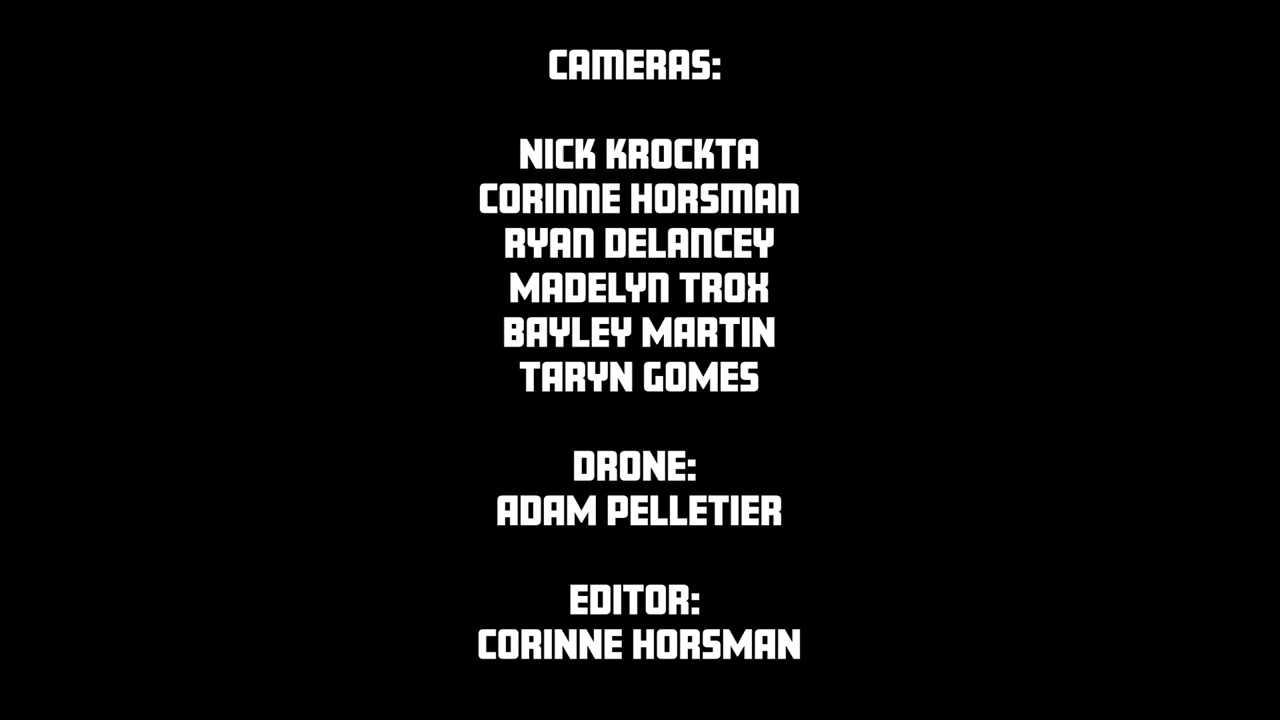 CAMERAS:
NICK KROCKTA
CORINNE HORSMAN
RYAN DELANCEY
MADELYN TROX
BAYLEY MARTIN
TARYN GOMES
DRONE:
ADAM PELLETIER
EDITOR:
CORINNE HORSMAN